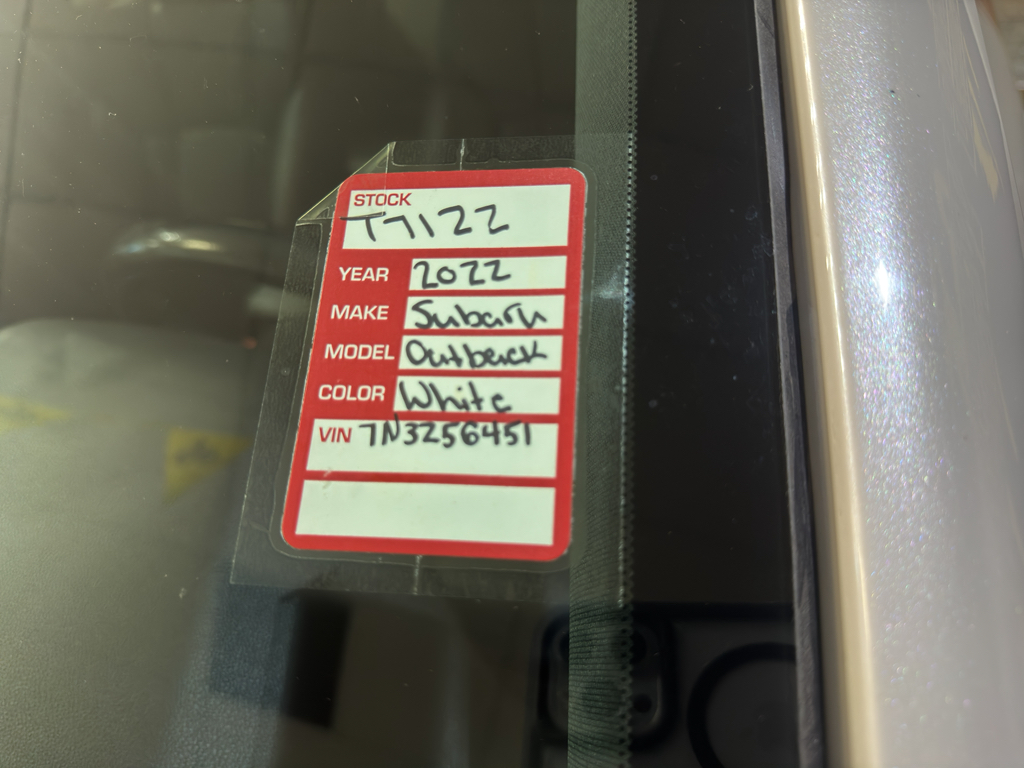 STOCK
T7122
YEAR 2022
MAKE Subaru
MODEL Outback
COLOR White
VIN 7N3256451